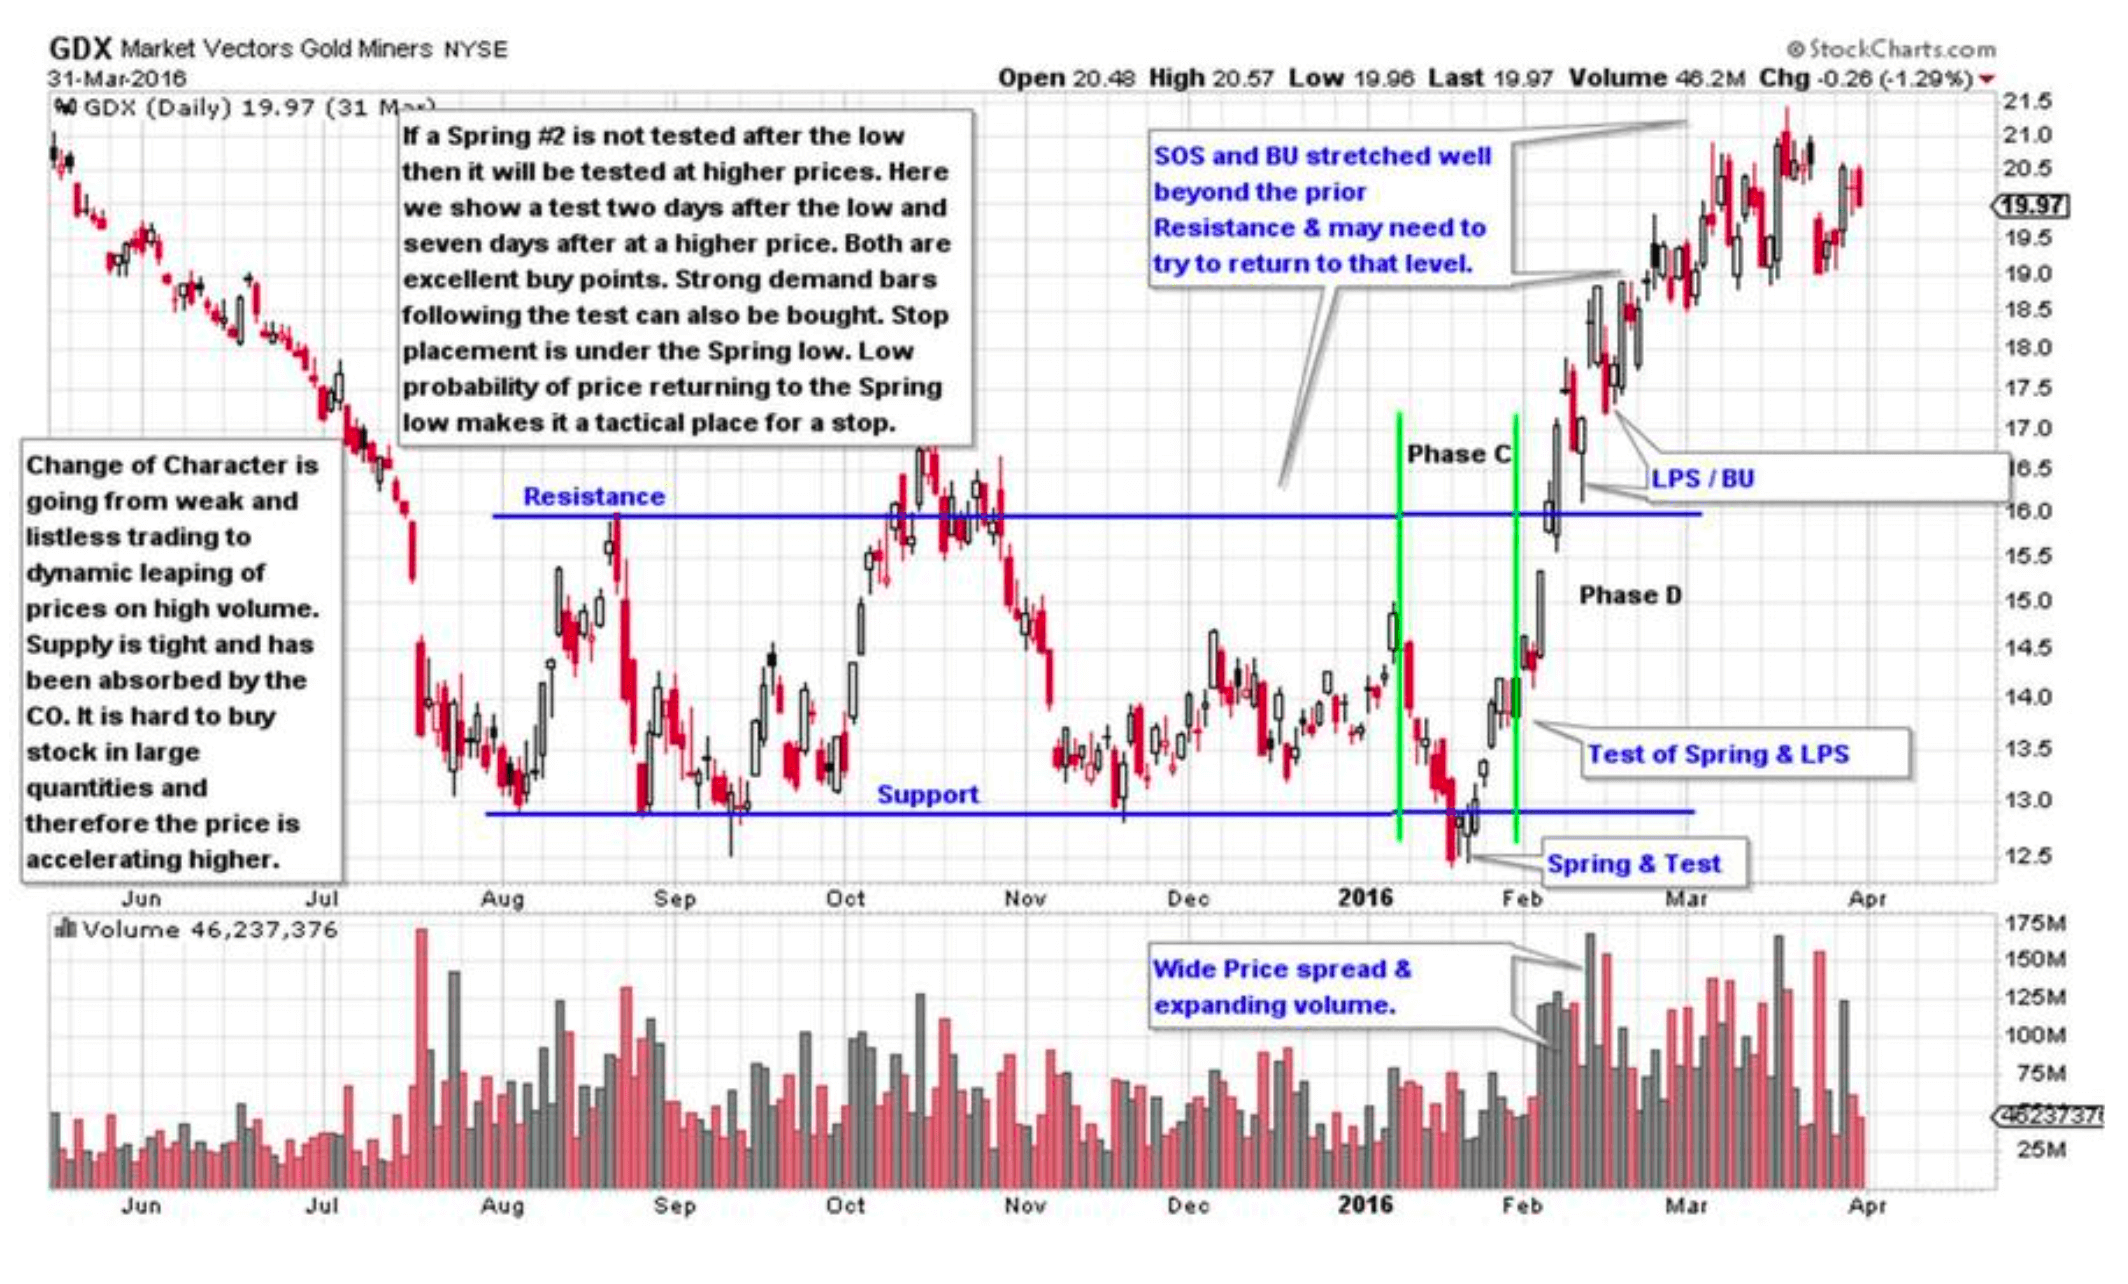 GDX Market Vectors Gold Miners NYSE
© StockCharts.com
31-Mar-2016
Open 20.48 High 20.57 Low 19.96 Last 19.97 Volume 46.2M Chg -0.26 (-1.29%)
GDX (Daily) 19.97 (31 Mar)
If a Spring #2 is not tested after the low
then it will be tested at higher prices. Here
we show a test two days after the low and
seven days after at a higher price. Both are
excellent buy points. Strong demand bars
following the test can also be bought. Stop
placement is under the Spring low. Low
probability of price returning to the Spring
low makes it a tactical place for a stop.
SOS and BU stretched well
beyond the prior
Resistance & may need to
try to return to that level.
Change of Character is
going from weak and
listless trading to
dynamic leaping of
prices on high volume.
Supply is tight and has
been absorbed by the
CO. It is hard to buy
stock in large
quantities and
therefore the price is
accelerating higher.
Resistance
Phase C
LPS / BU
Phase D
Test of Spring & LPS
Support
Spring & Test
21.5
21.0
20.5
19.97
19.5
19.0
18.5
18.0
17.5
17.0
16.5
16.0
15.5
15.0
14.5
14.0
13.5
13.0
12.5
Jun Jul Aug Sep Oct Nov Dec 2016 Feb Mar Apr
Volume 46,237,376
Wide Price spread &
expanding volume.
175M
150M
125M
100M
75M
46237376
25M
Jun Jul Aug Sep Oct Nov Dec 2016 Feb Mar Apr